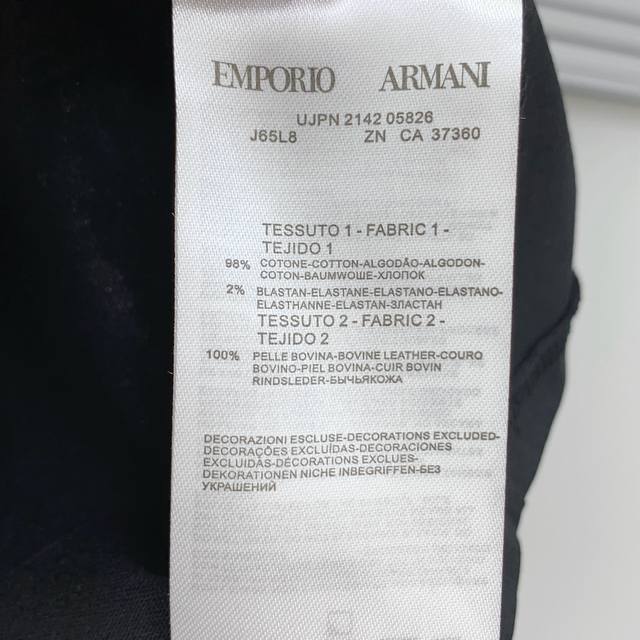 EMPORIO ARMANI
UJPN 2142 05826
J65L8 ZN CA 37360
TESSUTO 1 - FABRIC 1 -
TEJIDO 1
98% COTONE-COTTON-ALGODÃO-ALGODON-
COTON-BAUMWOUE-ХЛОПОК
2% BLASTAN-ELASTANE-ELASTANO-ELASTANO-
ELASTHANNE-ELASTAN-ЭЛАСТАН
TESSUTO 2 - FABRIC 2 -
TEJIDO 2
100% PELLE BOVINA-BOVINE LEATHER-COURO
BOVINO-PIEL BOVINA-CUIR BOVIN
RINDSLEDER-БЫЧЬЯКОЖА
DECORAZIONI ESCLUSE-DECORATIONS EXCLUDED-
DECORAÇÕES EXCLUÍDAS-DECORACIONES
EXCLUIDAS-DÉCORATIONS EXCLUES-
DEKORATIONEN NICHE INBEGRIFFEN-БЕЗ
УКРАШЕНИЙ